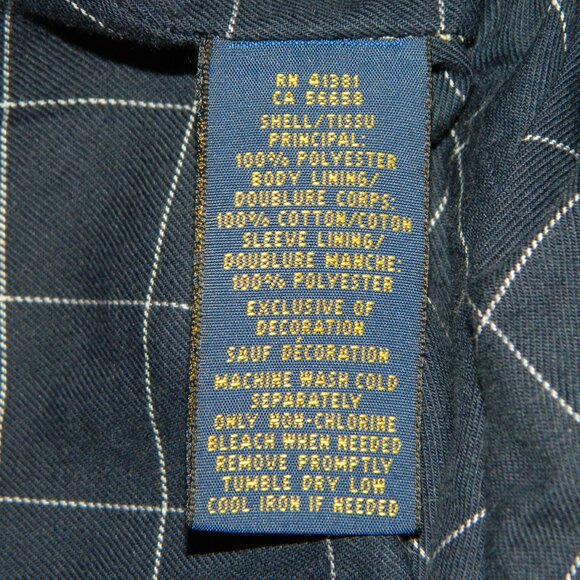 RN 41381
CA 56658
SHELL/TISSU
PRINCIPAL:
100% POLYESTER
BODY LINING/
DOUBLURE CORPS:
100% COTTON/COTON
SLEEVE LINING/
DOUBLURE MANCHE:
100% POLYESTER
EXCLUSIVE OF
DECORATION
SAUF DÉCORATION
MACHINE WASH COLD
SEPARATELY
ONLY NON-CHLORINE
BLEACH WHEN NEEDED
REMOVE PROMPTLY
TUMBLE DRY LOW
COOL IRON IF NEEDED